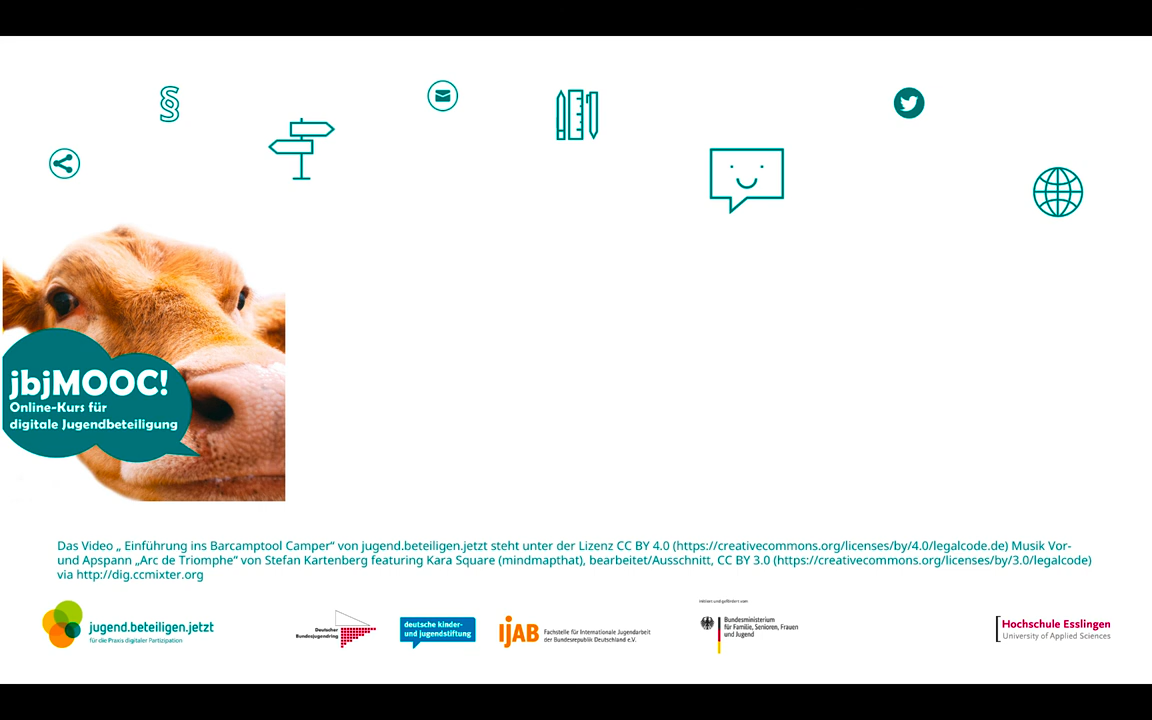 §
jbjMOOC!
Online-Kurs für
digitale Jugendbeteiligung
Das Video „ Einführung ins Barcamptool Camper“ von jugend.beteiligen.jetzt steht unter der Lizenz CC BY 4.0 (https://creativecommons.org/licenses/by/4.0/legalcode.de) Musik Vor-
und Apspann „Arc de Triomphe“ von Stefan Kartenberg featuring Kara Square (mindmapthat), bearbeitet/Ausschnitt, CC BY 3.0 (https://creativecommons.org/licenses/by/3.0/legalcode)
via http://dig.ccmixter.org
jugend.beteiligen.jetzt
für die Praxis digitaler Partizipation
Deutscher
Bundesjugendring
deutsche kinder-
und jugendstiftung
IJAB
Fachstelle für Internationale Jugendarbeit
der Bundesrepublik Deutschland e.V.
Initiiert und gefördert vom
Bundesministerium
für Familie, Senioren, Frauen
und Jugend
Hochschule Esslingen
University of Applied Sciences